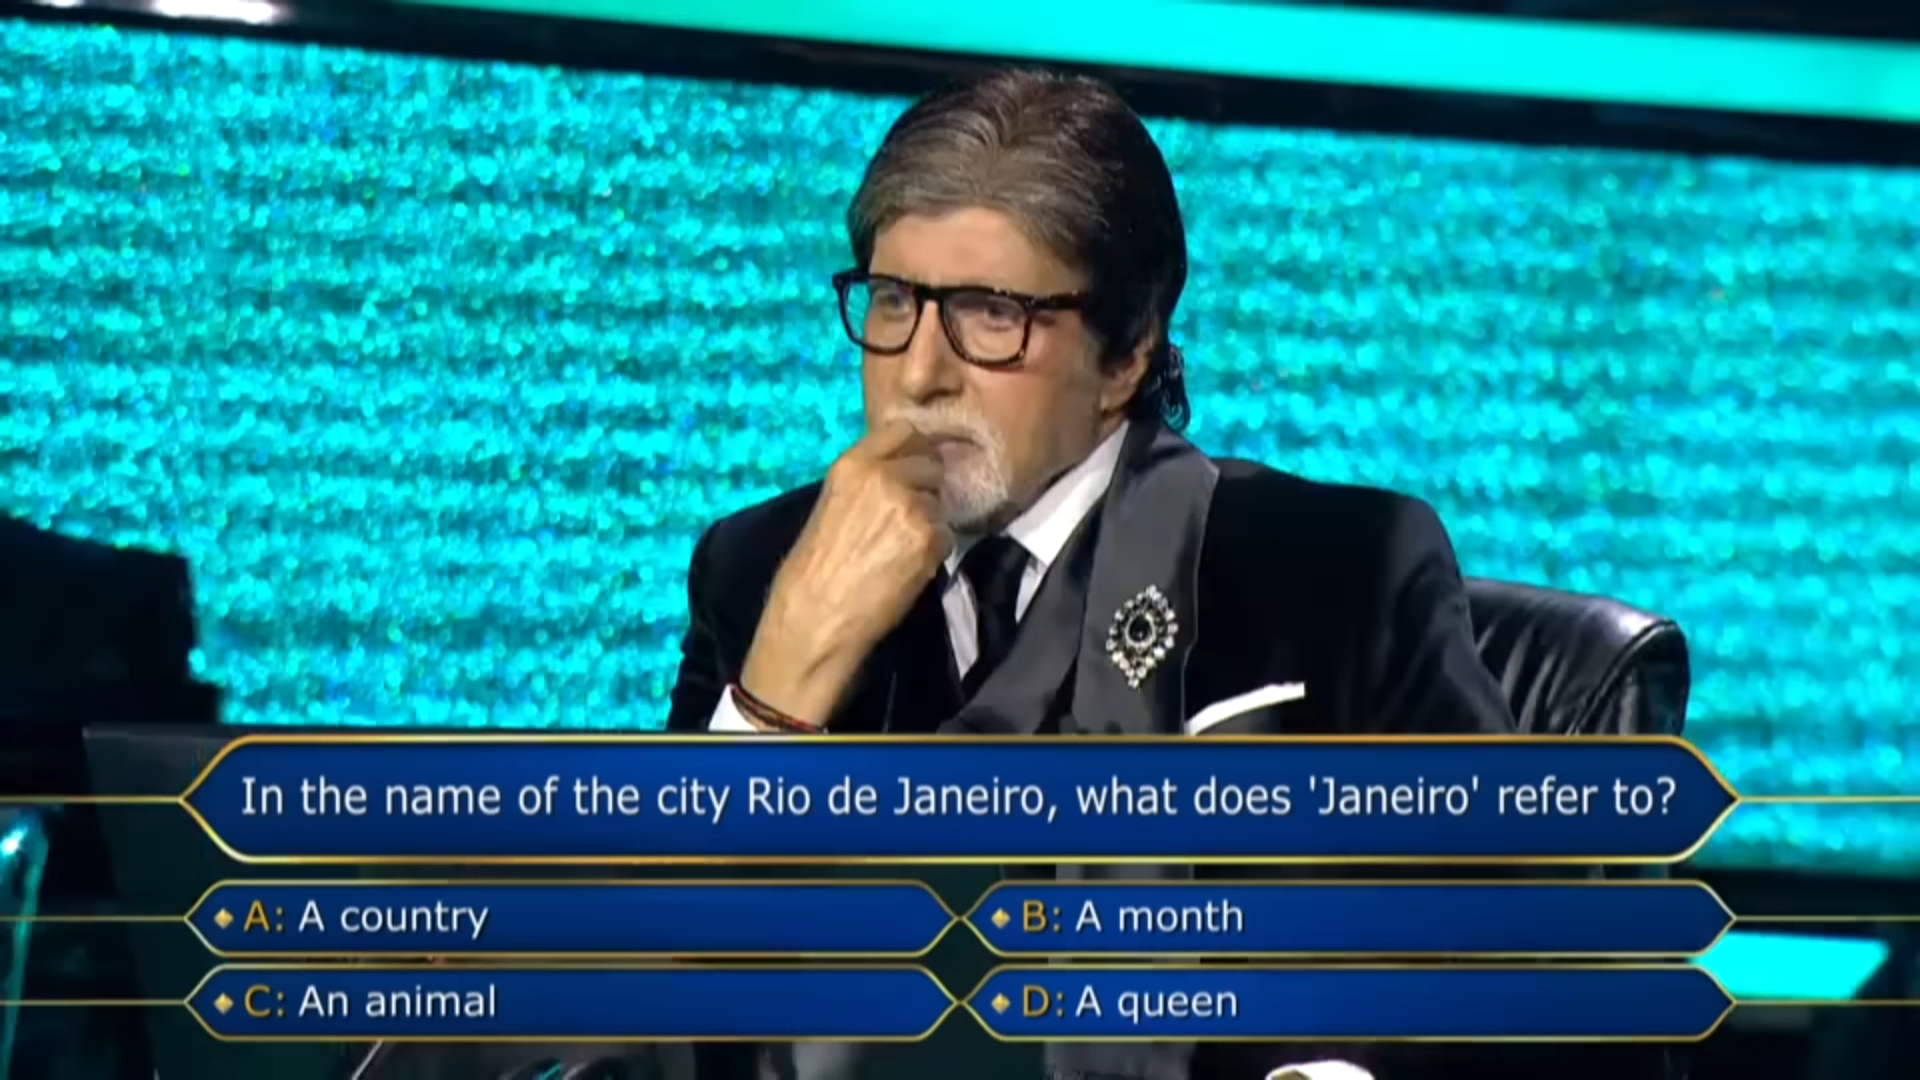 In the name of the city Rio de Janeiro, what does 'Janeiro' refer to?
A: A country
B: A month
C: An animal
D: A queen